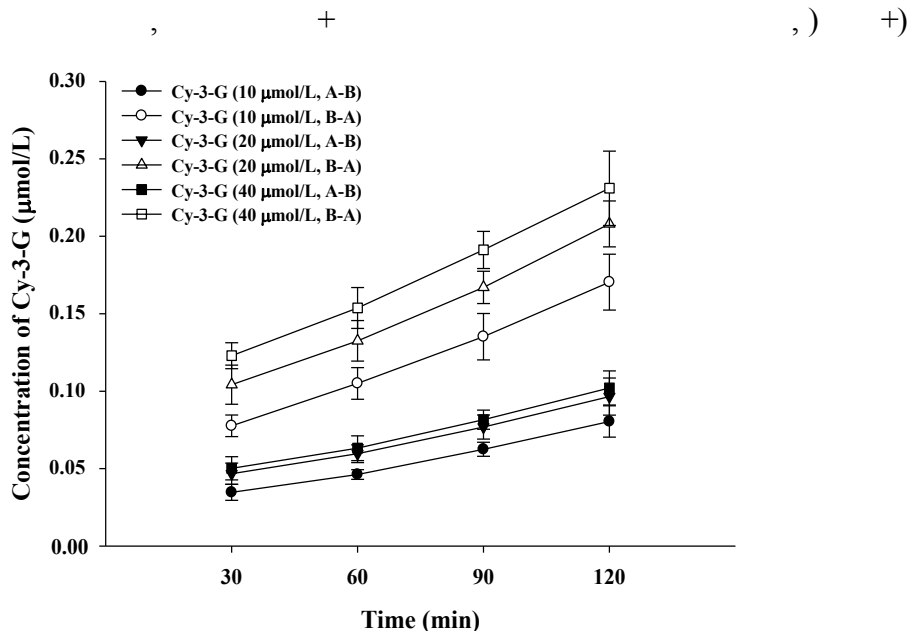 , + , ) +)
0.30
Cy-3-G (10 μmol/L, A-B)
Cy-3-G (10 μmol/L, B-A)
Cy-3-G (20 μmol/L, A-B)
Cy-3-G (20 μmol/L, B-A)
Cy-3-G (40 μmol/L, A-B)
Cy-3-G (40 μmol/L, B-A)
0.25
0.20
0.15
0.10
0.05
0.00
Concentration of Cy-3-G (μmol/L)
30 60 90 120
Time (min)